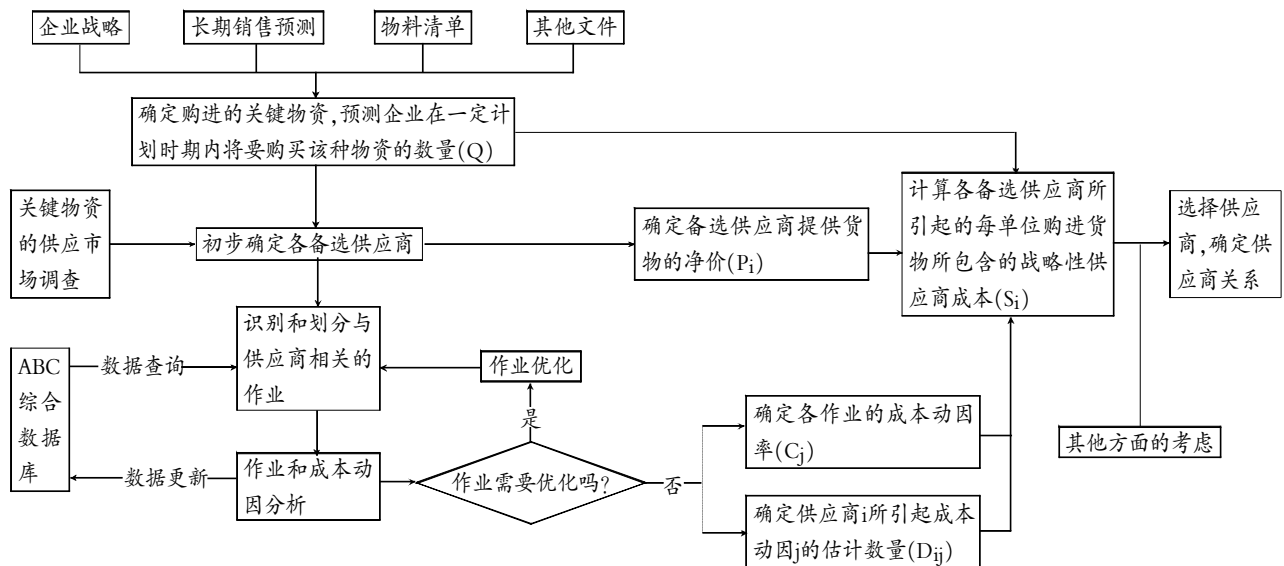 企业战略
长期销售预测
物料清单
其他文件
确定购进的关键物资,预测企业在一定计
划时期内将要购买该种物资的数量(Q)
关键物资
的供应市
场调查
初步确定各备选供应商
确定备选供应商提供货
物的净价(Pi)
计算各备选供应商所
引起的每单位购进货
物所包含的战略性供
应商成本(Si)
选择供应
商,确定供
应商关系
识别和划分与
供应商相关的
作业
ABC
综合
数据
库
数据查询
作业优化
是
数据更新
作业和成本动
因分析
作业需要优化吗?
否
确定各作业的成本动因
率(Cj)
其他方面的考虑
确定供应商i所引起成本
动因j的估计数量(Dij)